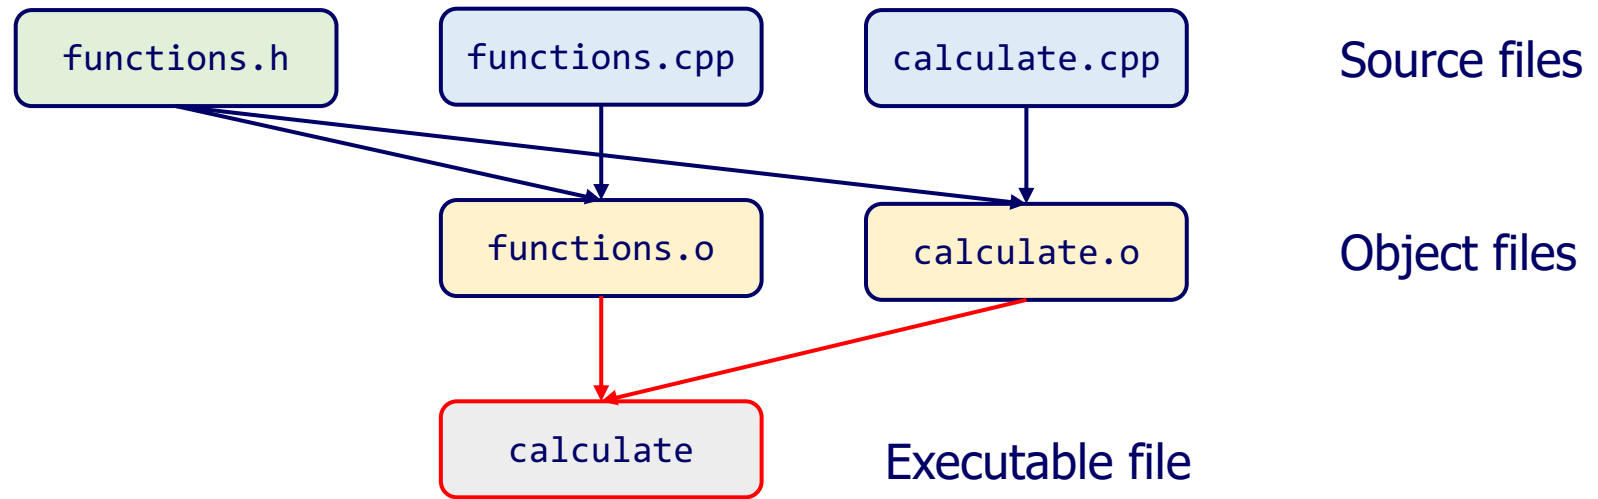 functions.h
functions.cpp
calculate.cpp
Source files
functions.o
calculate.o
Object files
calculate
Executable file